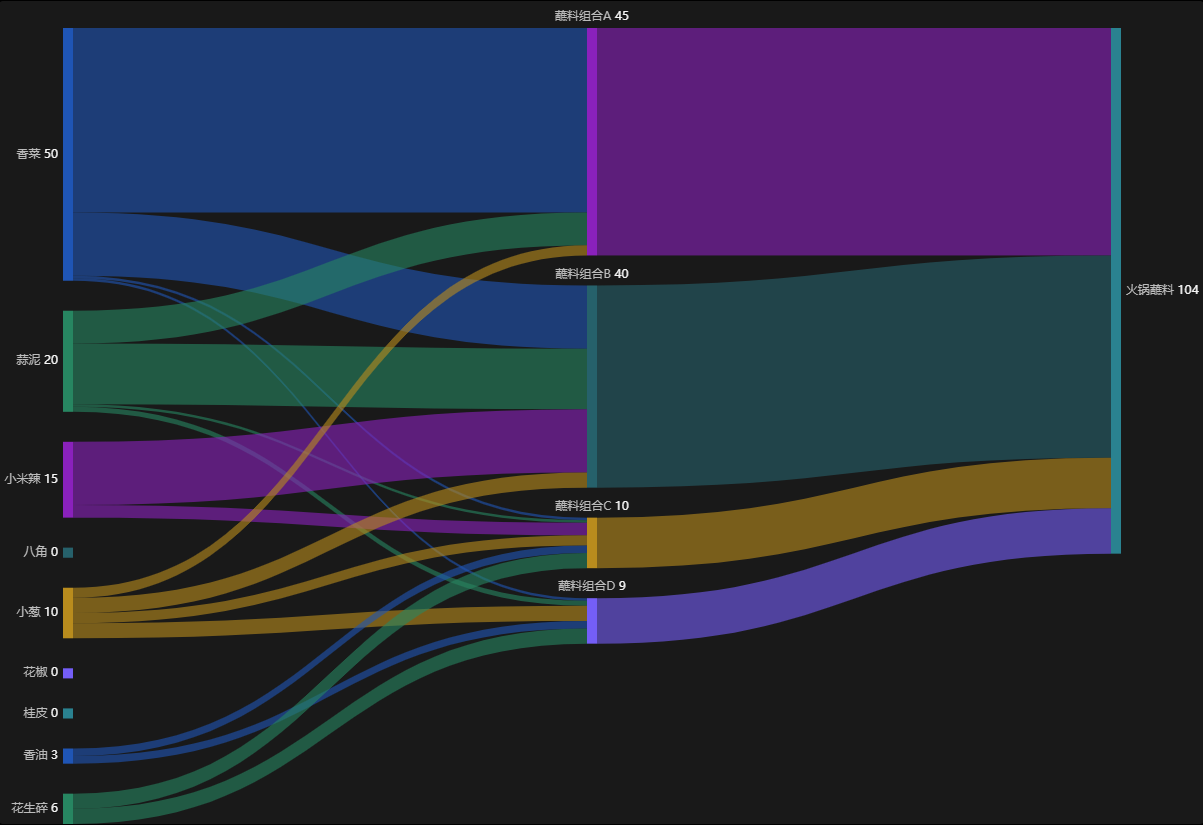 蘸料组合A 45
香菜 50
蘸料组合B 40
火锅蘸料 104
蒜泥 20
小米辣 15
蘸料组合C 10
八角 0
蘸料组合D 9
小葱 10
花椒 0
桂皮 0
香油 3
花生碎 6